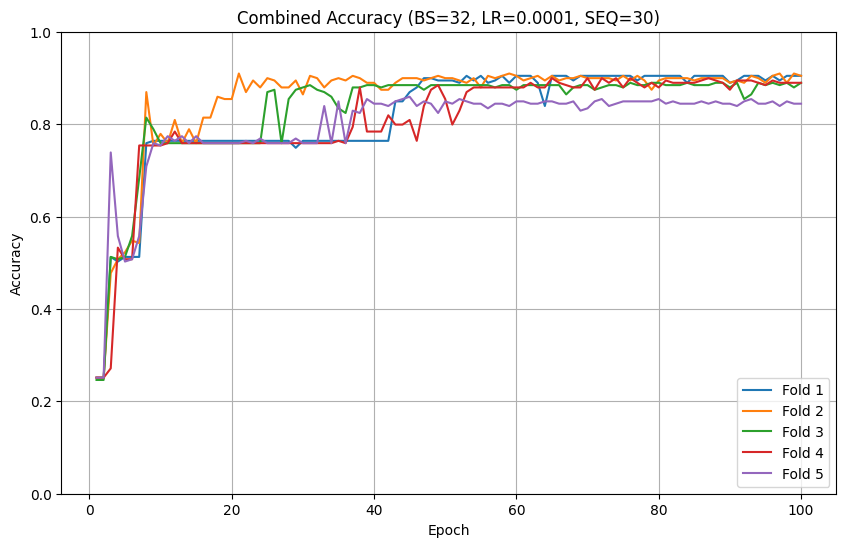 Combined Accuracy (BS=32, LR=0.0001, SEQ=30)
Accuracy
1.0
0.8
0.6
0.4
0.2
0.0
Fold 1
Fold 2
Fold 3
Fold 4
Fold 5
0 20 40 60 80 100
Epoch